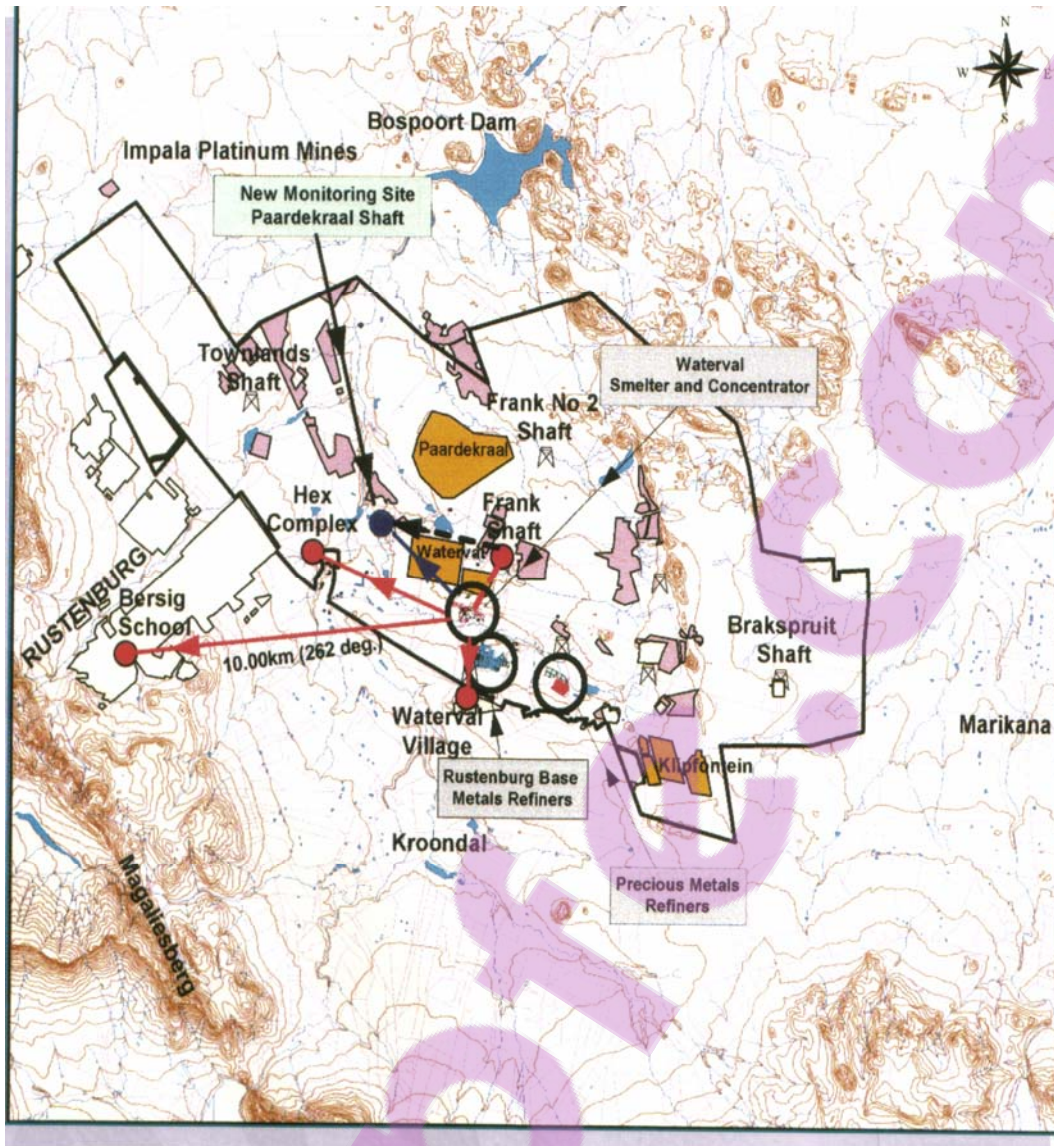 N
W
E
S
Bospoort Dam
Impala Platinum Mines
New Monitoring Site
Paardekraal Shaft
Townlands
Shaft
Waterval
Smelter and Concentrator
Frank No 2
Shaft
Paardekraal
Hex
Complex
Frank
Shaft
Waterval
RUSTENBURG
Bersig
School
10.00km (262 deg.)
Brakspruit
Shaft
Waterval
Village
Marikana
Rustenburg Base
Metals Refiners
Klipfontein
Kroondal
Magaliesberg
Precious Metals
Refiners